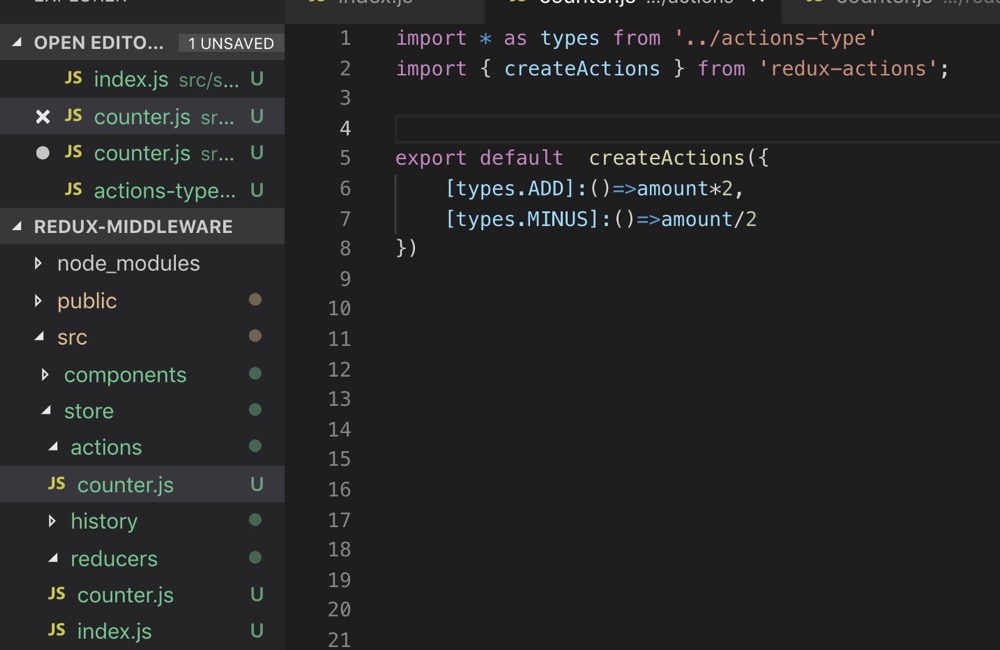 EXPLORER
index.js
counter.js .../actions
counter.js
OPEN EDITO... 1 UNSAVED
JS index.js src/s... U
JS counter.js sr... U
JS counter.js sr... U
JS actions-type... U
REDUX-MIDDLEWARE
node_modules
public
src
components
store
actions
JS counter.js U
history
reducers
JS counter.js U
JS index.js U
1 import * as types from '../actions-type'
2 import { createActions } from 'redux-actions';
3
4
5 export default  createActions({
6     [types.ADD]:()=>amount*2,
7     [types.MINUS]:()=>amount/2
8 })
9
10
11
12
13
14
15
16
17
18
19
20
21